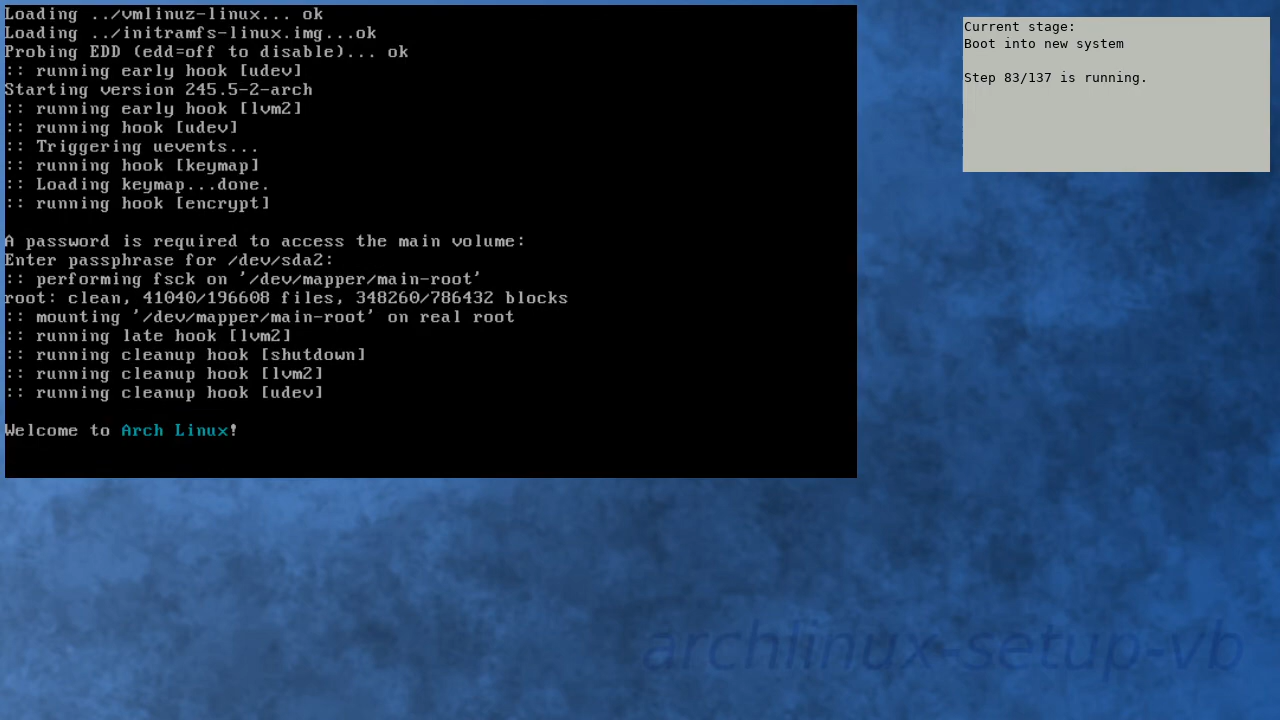 Loading ../vmlinuz-linux... ok
Loading ../initramfs-linux.img...ok
Probing EDD (edd=off to disable)... ok
:: running early hook [udev]
Starting version 245.5-2-arch
:: running early hook [lvm2]
:: running hook [udev]
:: Triggering uevents...
:: running hook [keymap]
:: Loading keymap...done.
:: running hook [encrypt]

A password is required to access the main volume:
Enter passphrase for /dev/sda2:
:: performing fsck on '/dev/mapper/main-root'
root: clean, 41040/196608 files, 348260/786432 blocks
:: mounting '/dev/mapper/main-root' on real root
:: running late hook [lvm2]
:: running cleanup hook [shutdown]
:: running cleanup hook [lvm2]
:: running cleanup hook [udev]

Welcome to Arch Linux!
Current stage:
Boot into new system

Step 83/137 is running.
archlinux-setup-vb